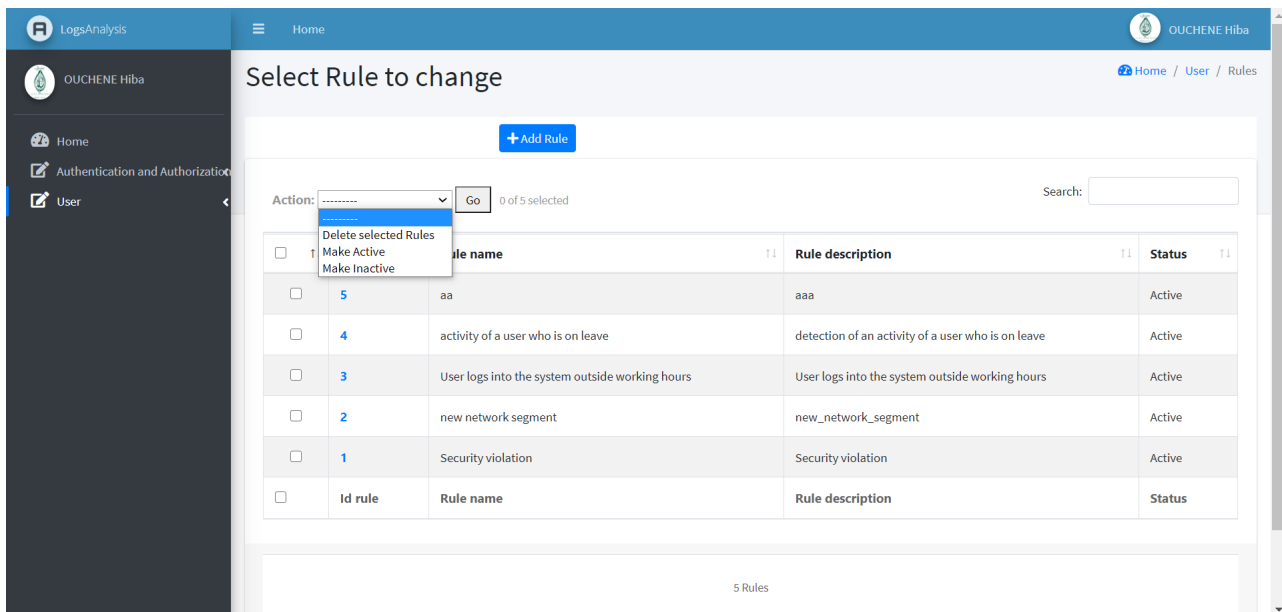 LogsAnalysis
Home
OUCHENE Hiba
OUCHENE Hiba
Home
Authentication and Authorization
User
Select Rule to change
Home / User / Rules
Add Rule
Action: ---------
Go
0 of 5 selected
Search:
---------
Delete selected Rules
Make Active
Make Inactive
ule name Rule description Status
5 aa aaa Active
4 activity of a user who is on leave detection of an activity of a user who is on leave Active
3 User logs into the system outside working hours User logs into the system outside working hours Active
2 new network segment new_network_segment Active
1 Security violation Security violation Active
Id rule Rule name Rule description Status
5 Rules